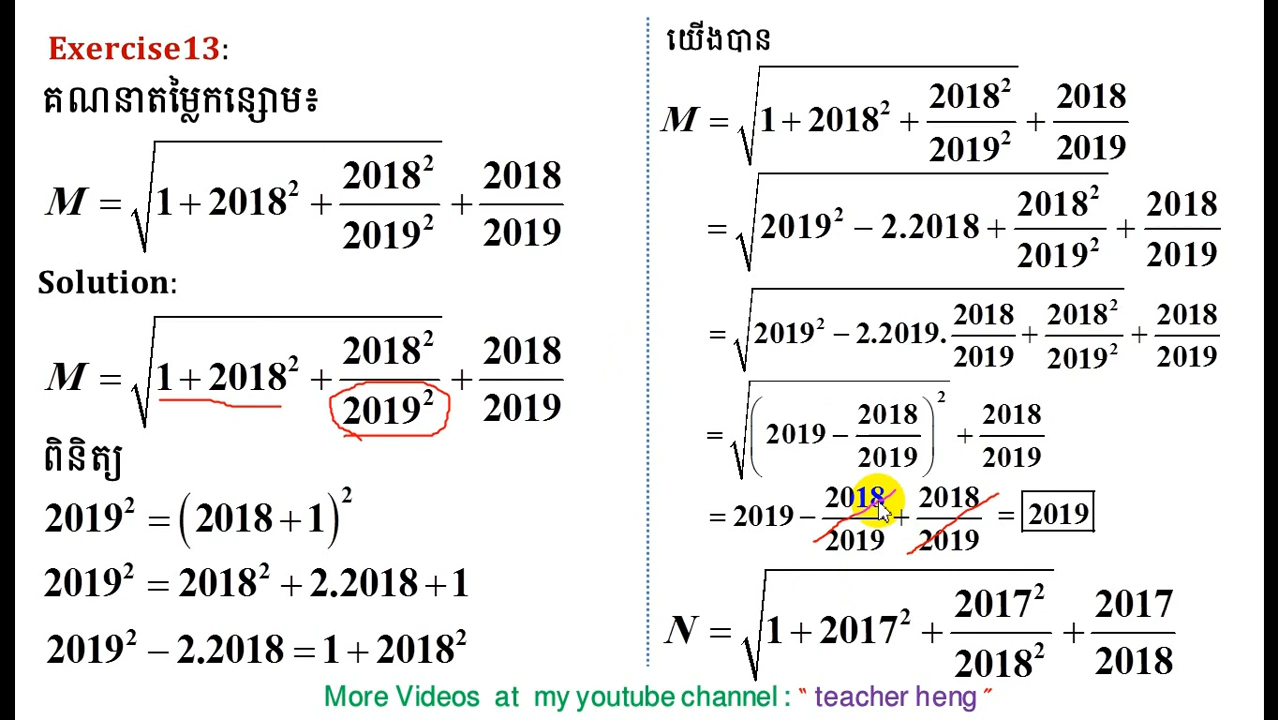 Exercise13:
គណនាតម្លៃកន្សោម៖
M = √(1 + 2018² + 2018²/2019²) + 2018/2019
Solution:
M = √(1 + 2018² + 2018²/2019²) + 2018/2019
ពិនិត្យ
2019² = (2018 + 1)²
2019² = 2018² + 2.2018 + 1
2019² − 2.2018 = 1 + 2018²
យើងបាន
M = √(1 + 2018² + 2018²/2019²) + 2018/2019
= √(2019² − 2.2018 + 2018²/2019²) + 2018/2019
= √(2019² − 2.2019.2018/2019 + 2018²/2019²) + 2018/2019
= √(2019 − 2018/2019)² + 2018/2019
= 2019 − 2018/2019 + 2018/2019 = 2019
N = √(1 + 2017² + 2017²/2018²) + 2017/2018
More Videos at my youtube channel : “ teacher heng ”